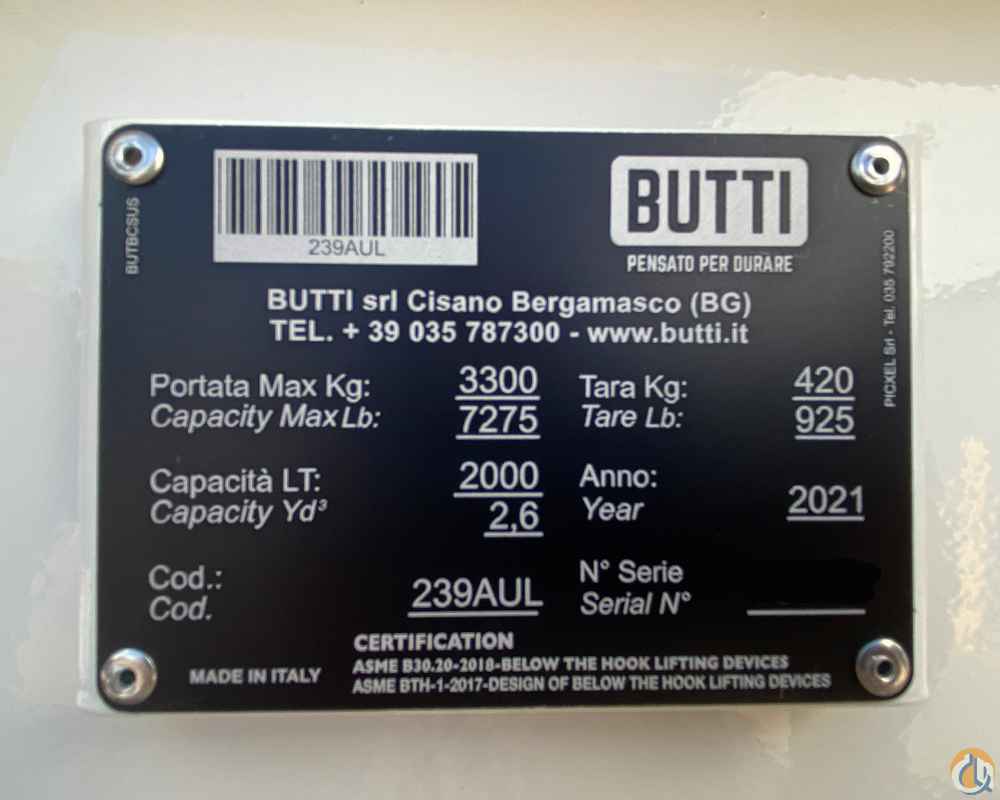 239AUL
BUTTI
PENSATO PER DURARE
BUTBCSUS
PICXEL Srl - Tel. 035 792200
BUTTI srl Cisano Bergamasco (BG)
TEL. + 39 035 787300 - www.butti.it
Portata Max Kg: 3300 Tara Kg: 420
Capacity Max Lb: 7275 Tare Lb: 925
Capacità LT: 2000 Anno:
Capacity Yd³ 2,6 Year 2021
Cod.: N° Serie
Cod. 239AUL Serial N°
CERTIFICATION
MADE IN ITALY ASME B30.20-2018-BELOW THE HOOK LIFTING DEVICES
ASME BTH-1-2017-DESIGN OF BELOW THE HOOK LIFTING DEVICES